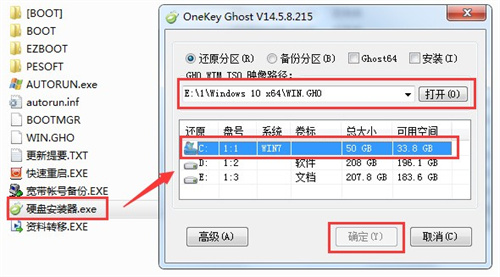 [BOOT]
BOOT
EZBOOT
PESOFT
AUTORUN.exe
autorun.inf
BOOTMGR
WIN.GHO
更新提要.TXT
快速重启.EXE
宽带帐号备份.EXE
硬盘安装器.exe
资料转移.EXE
OneKey Ghost V14.5.8.215
还原分区(R) 备份分区(B) Ghost64 安装(I)
GHO WIM ISO 映像路径:
E:\1\Windows 10 x64\WIN.GHO 打开(O)
还原 盘号 系统 卷标 总大小 可用空间
C: 1:1 WIN7 50 GB 33.8 GB
D: 1:2 软件 208 GB 196.1 GB
E: 1:3 文档 207.8 GB 183.6 GB
高级(A) 确定(Y) 取消(C)